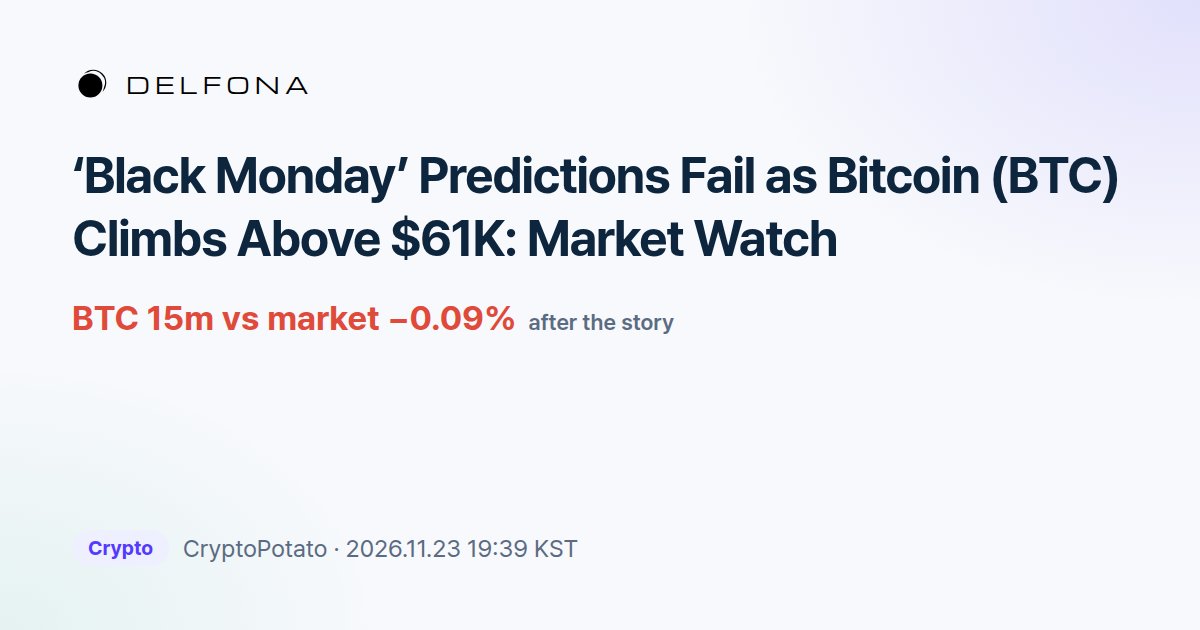 DELFONA
‘Black Monday’ Predictions Fail as Bitcoin (BTC)
Climbs Above $61K: Market Watch
BTC 15m vs market −0.09% after the story
Crypto CryptoPotato · 2026.11.23 19:39 KST